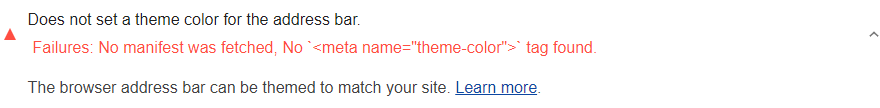 Does not set a theme color for the address bar.
Failures: No manifest was fetched, No `<meta name="theme-color">` tag found.
The browser address bar can be themed to match your site. Learn more.